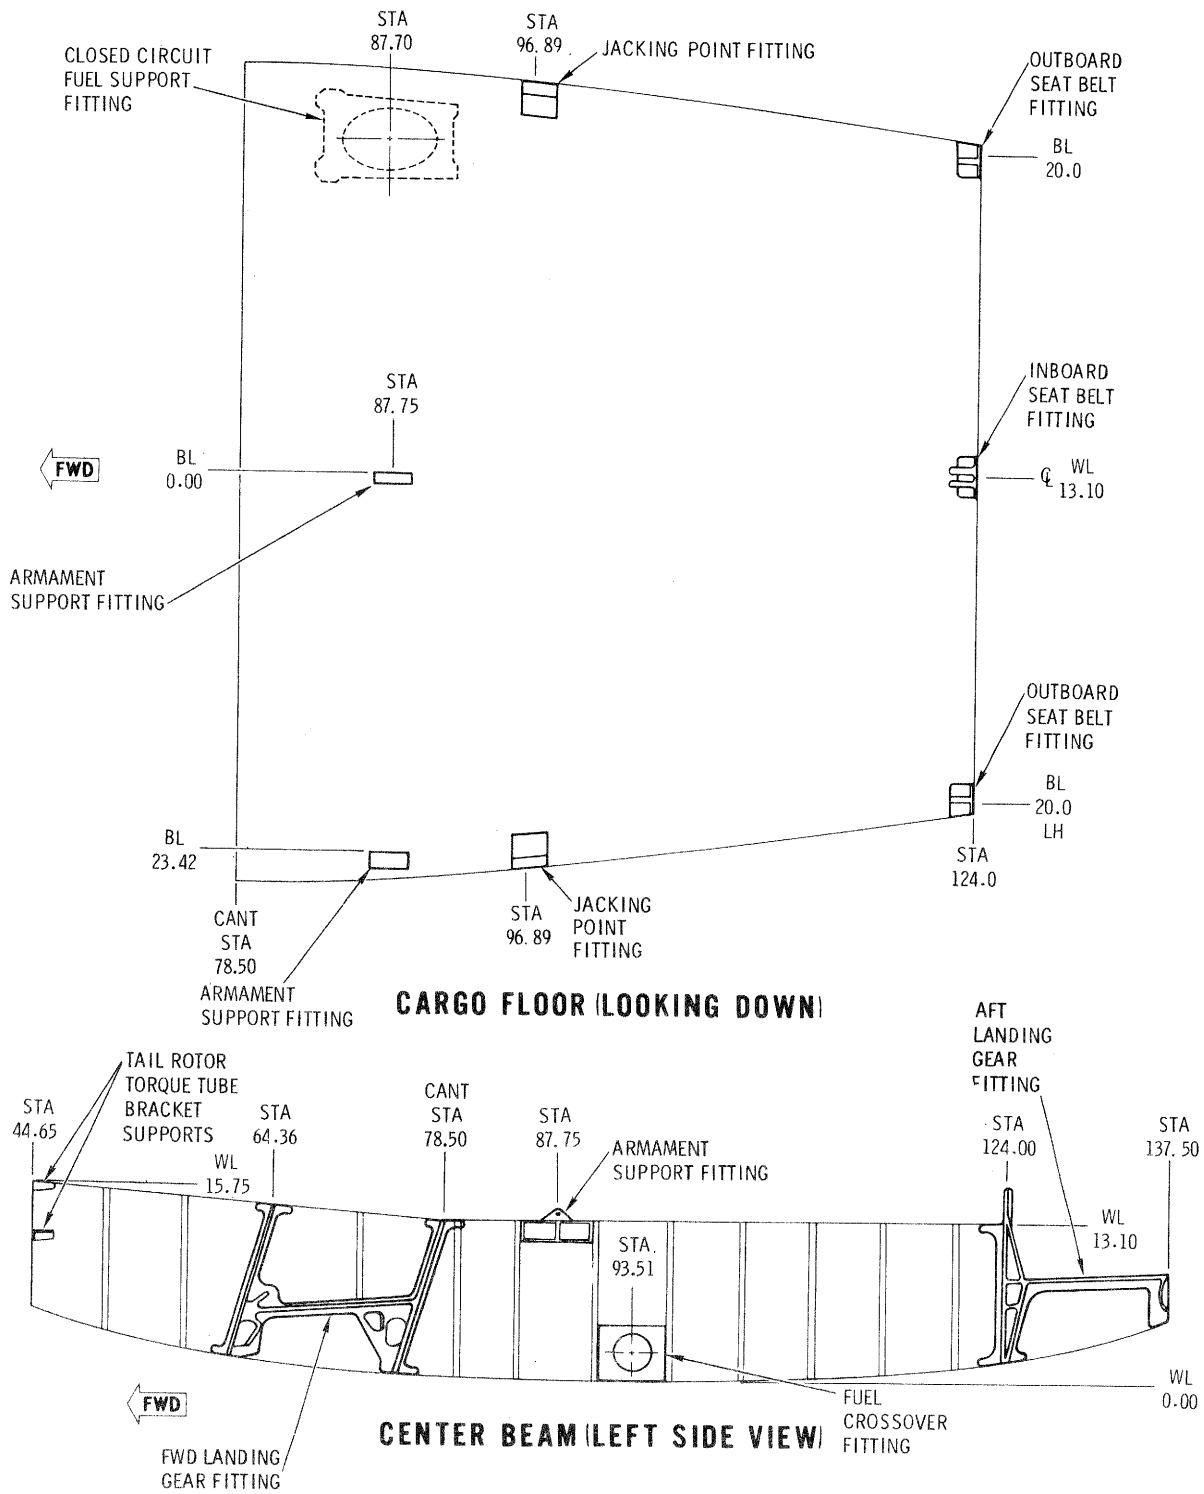 STA
87.70
STA
96.89
JACKING POINT FITTING
CLOSED CIRCUIT
FUEL SUPPORT
FITTING
OUTBOARD
SEAT BELT
FITTING
BL
20.0
STA
87.75
INBOARD
SEAT BELT
FITTING
FWD
BL
0.00
℄ WL
13.10
ARMAMENT
SUPPORT FITTING
OUTBOARD
SEAT BELT
FITTING
BL
20.0
LH
BL
23.42
STA
124.0
CANT
STA
78.50
STA
96.89
JACKING
POINT
FITTING
ARMAMENT
SUPPORT FITTING
CARGO FLOOR (LOOKING DOWN)
AFT
LANDING
GEAR
FITTING
TAIL ROTOR
TORQUE TUBE
BRACKET
SUPPORTS
STA
44.65
STA
64.36
CANT
STA
78.50
STA
87.75
ARMAMENT
SUPPORT FITTING
STA
124.00
STA
137.50
WL
15.75
WL
13.10
STA.
93.51
WL
0.00
FWD
FUEL
CROSSOVER
FITTING
CENTER BEAM (LEFT SIDE VIEW)
FWD LANDING
GEAR FITTING